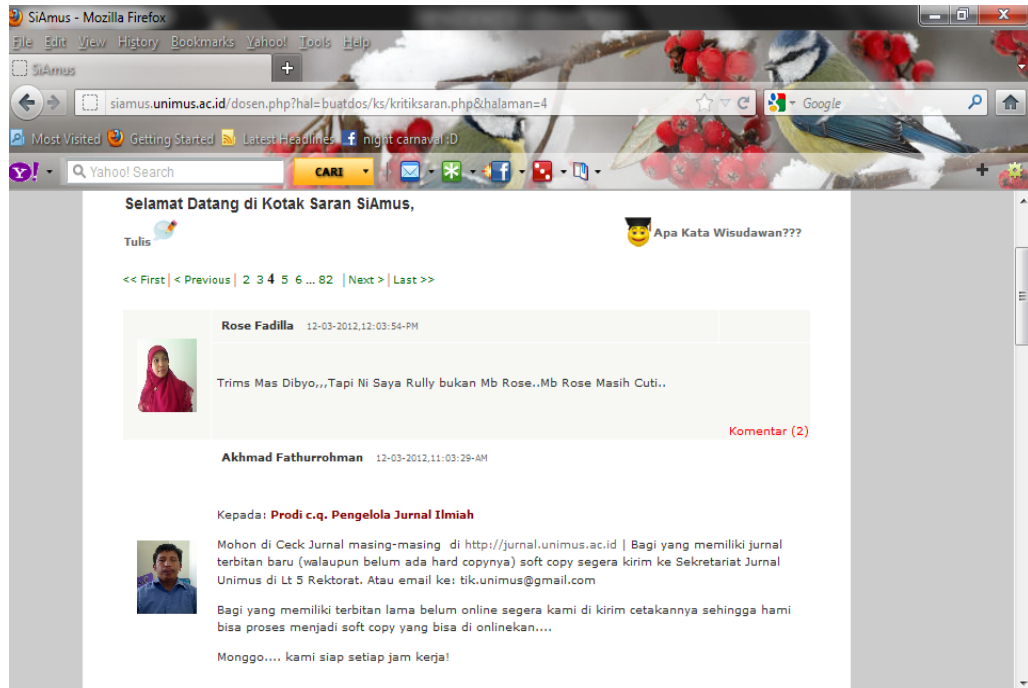 SiAmus - Mozilla Firefox
File Edit View History Bookmarks Yahoo! Tools Help
SiAmus
siamus.unimus.ac.id/dosen.php?hal=buatdos/ks/kritiksaran.php&halaman=4
Google
Most Visited Getting Started Latest Headlines night carnaval :D
Y! Yahoo! Search CARI
Selamat Datang di Kotak Saran SiAmus,
Tulis
Apa Kata Wisudawan???
<< First | < Previous | 2 3 4 5 6 ... 82 | Next > | Last >>
Rose Fadilla 12-03-2012,12:03:54-PM
Trims Mas Dibyo,,,Tapi Ni Saya Rully bukan Mb Rose..Mb Rose Masih Cuti..
Komentar (2)
Akhmad Fathurrohman 12-03-2012,11:03:29-AM
Kepada: Prodi c.q. Pengelola Jurnal Ilmiah
Mohon di Ceck Jurnal masing-masing di http://jurnal.unimus.ac.id | Bagi yang memiliki jurnal
terbitan baru (walaupun belum ada hard copynya) soft copy segera kirim ke Sekretariat Jurnal
Unimus di Lt 5 Rektorat. Atau email ke: tik.unimus@gmail.com
Bagi yang memiliki terbitan lama belum online segera kami di kirim cetakannya sehingga hami
bisa proses menjadi soft copy yang bisa di onlinekan....
Monggo.... kami siap setiap jam kerja!